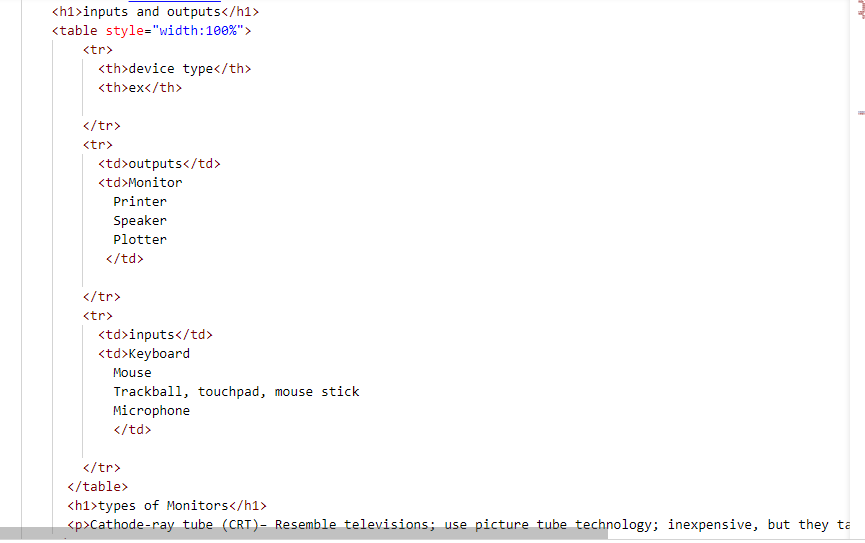 <h1>inputs and outputs</h1>
<table style="width:100%">
<tr>
<th>device type</th>
<th>ex</th>
</tr>
<tr>
<td>outputs</td>
<td>Monitor
Printer
Speaker
Plotter
</td>
</tr>
<tr>
<td>inputs</td>
<td>Keyboard
Mouse
Trackball, touchpad, mouse stick
Microphone
</td>
</tr>
</table>
<h1>types of Monitors</h1>
<p>Cathode-ray tube (CRT)– Resemble televisions; use picture tube technology; inexpensive, but they ta